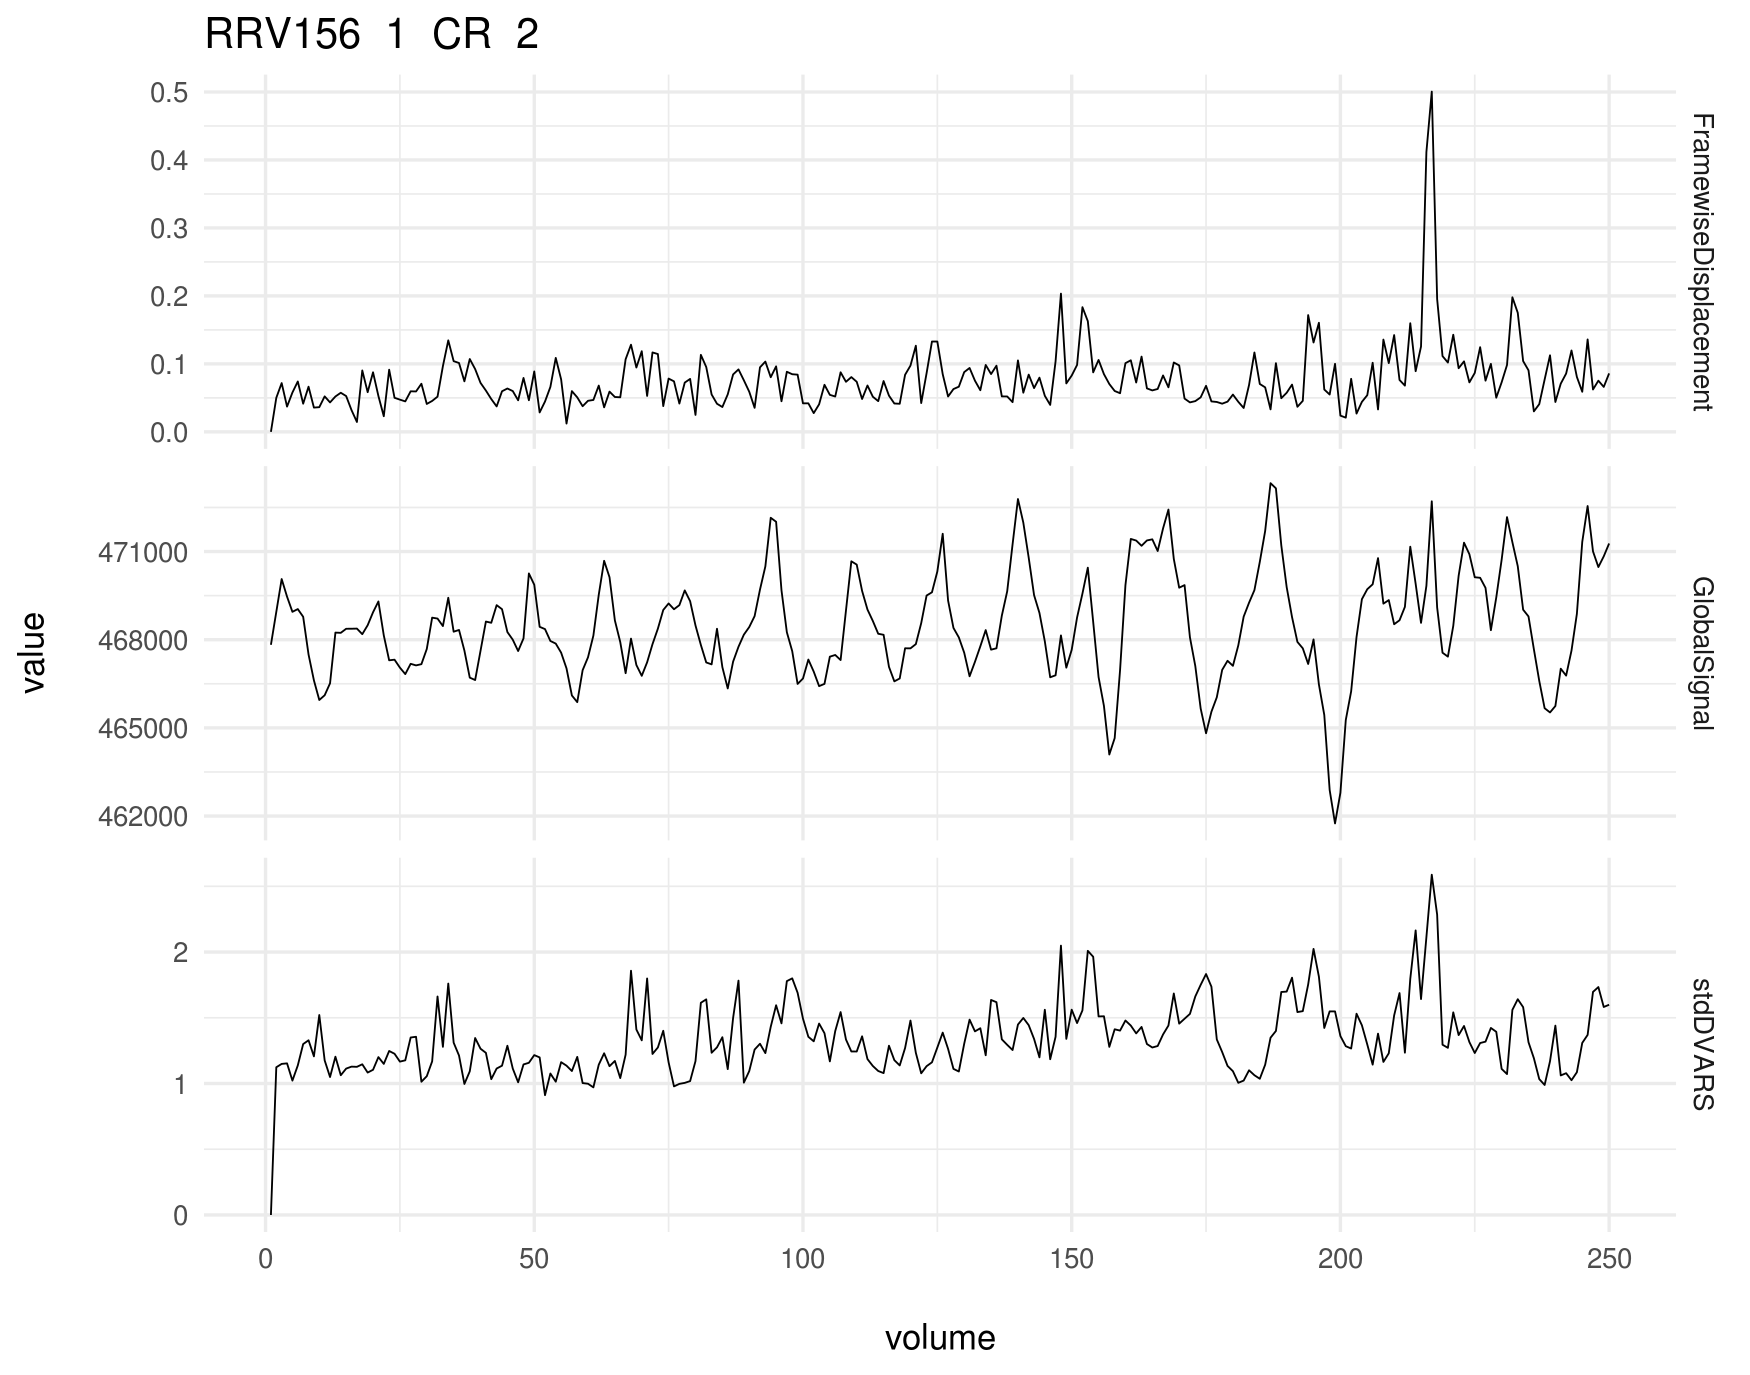 RRV156 1 CR 2
0.5
0.4
0.3
0.2
0.1
0.0
FramewiseDisplacement
471000
468000
465000
462000
GlobalSignal
2
1
0
stdDVARS
value
0 50 100 150 200 250
volume